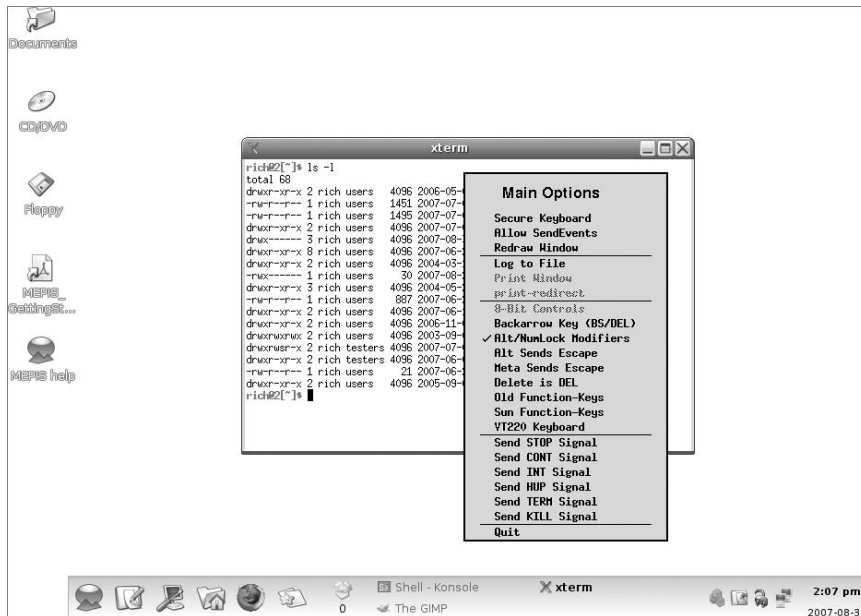 Documents
CD/DVD
Floppy
MEPIS_
GettingSt...
MEPIS help
xterm
rich@2[~]$ ls -l
total 68
drwxr-xr-x 2 rich users 4096 2006-05-
-rw-r--r-- 1 rich users 1451 2007-07-
-rw-r--r-- 1 rich users 1495 2007-07-
drwxr-xr-x 2 rich users 4096 2007-07-
drwx------ 3 rich users 4096 2007-08-
drwxr-xr-x 8 rich users 4096 2007-06-
drwxr-xr-x 2 rich users 4096 2004-03-
-rwx------ 1 rich users 30 2007-08-
drwxr-xr-x 3 rich users 4096 2004-05-
-rw-r--r-- 1 rich users 887 2007-06-
drwxr-xr-x 2 rich users 4096 2007-06-
drwxr-xr-x 2 rich users 4096 2006-11-
drwxrwxrwx 2 rich users 4096 2003-09-
drwxrwsr-x 2 rich testers 4096 2007-07-
drwxr-xr-x 2 rich testers 4096 2007-06-
-rw-r--r-- 1 rich users 21 2007-06-
drwxr-xr-x 2 rich users 4096 2005-09-
rich@2[~]$
Main Options
Secure Keyboard
Allow SendEvents
Redraw Window
Log to File
Print Window
print-redirect
8-Bit Controls
Backarrow Key (BS/DEL)
✓ Alt/NumLock Modifiers
Alt Sends Escape
Meta Sends Escape
Delete is DEL
Old Function-Keys
Sun Function-Keys
VT220 Keyboard
Send STOP Signal
Send CONT Signal
Send INT Signal
Send HUP Signal
Send TERM Signal
Send KILL Signal
Quit
0
Shell - Konsole
The GIMP
xterm
2:07 pm
2007-08-3